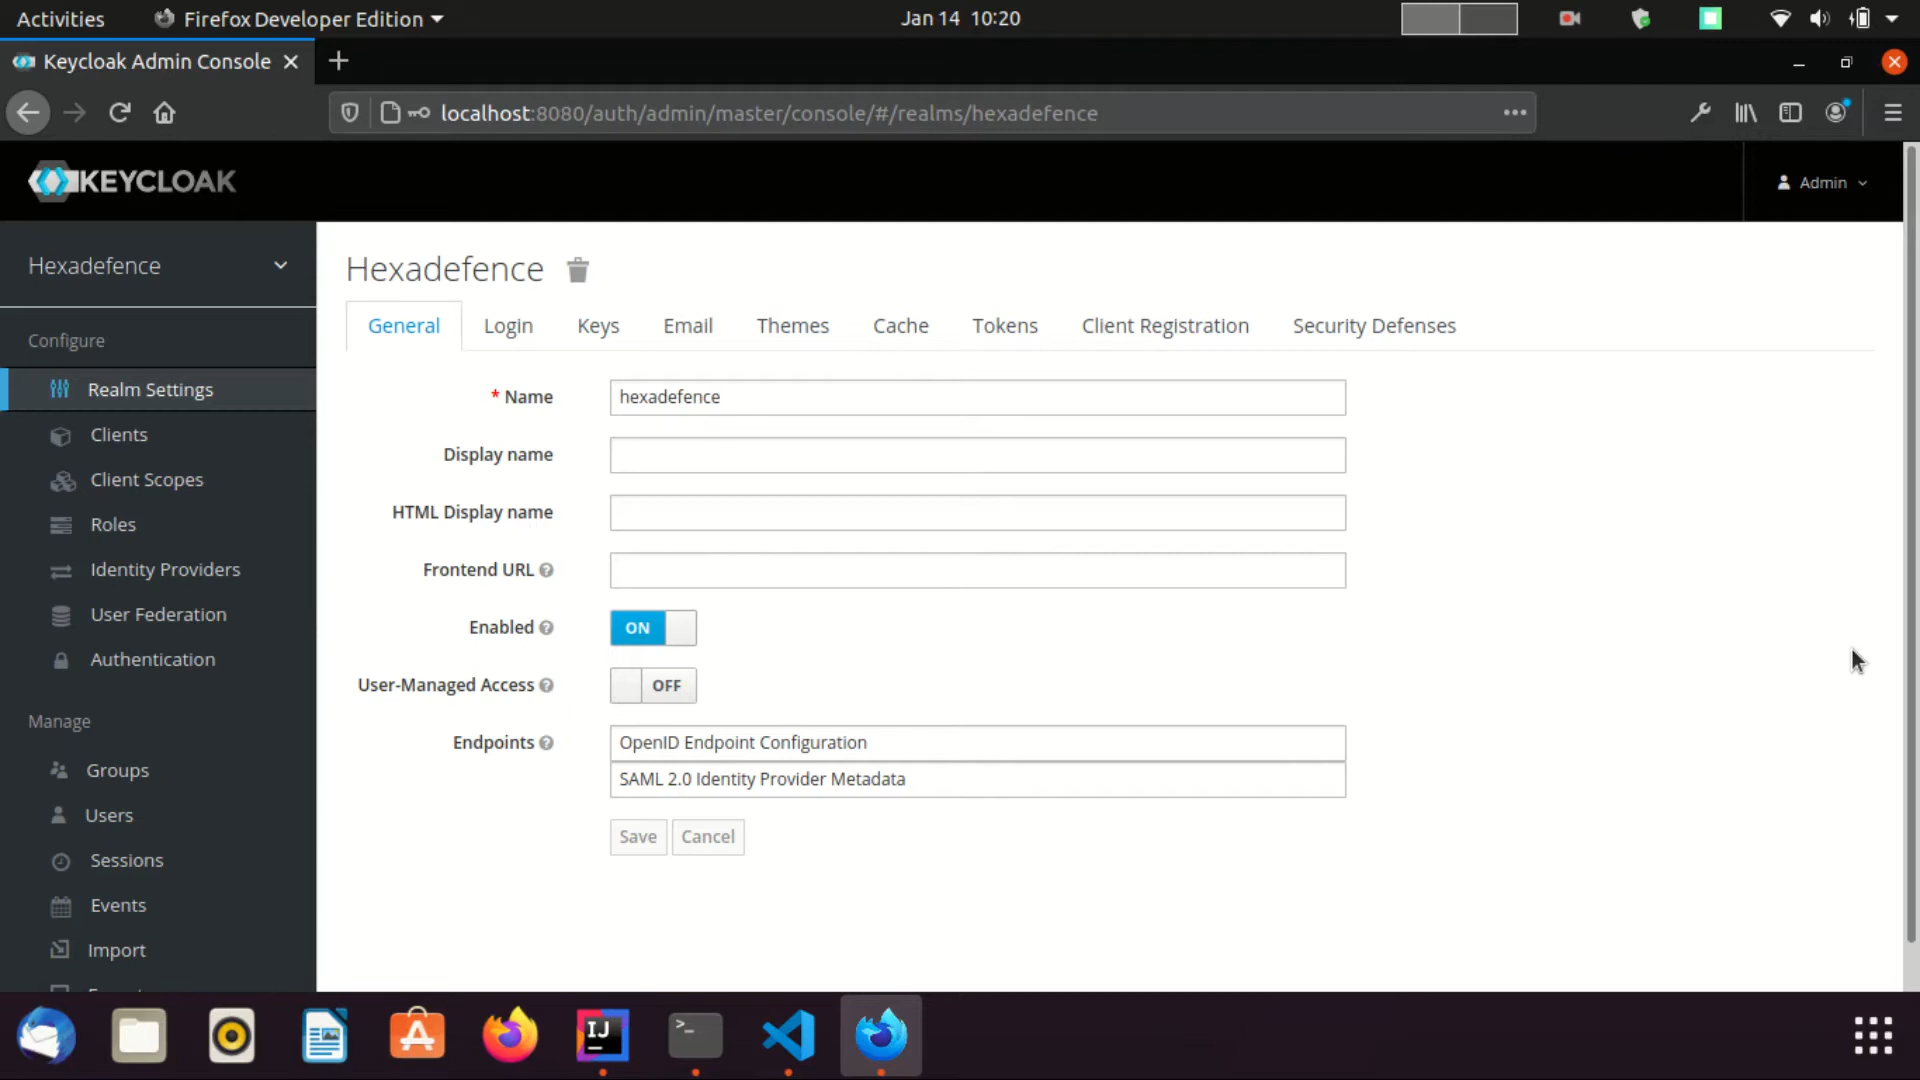 Activities
Firefox Developer Edition
Jan 14 10:20
Keycloak Admin Console
localhost:8080/auth/admin/master/console/#/realms/hexadefence
KEYCLOAK
Admin
Hexadefence
Configure
Realm Settings
Clients
Client Scopes
Roles
Identity Providers
User Federation
Authentication
Manage
Groups
Users
Sessions
Events
Import
Hexadefence
General Login Keys Email Themes Cache Tokens Client Registration Security Defenses
* Name hexadefence
Display name
HTML Display name
Frontend URL
Enabled ON
User-Managed Access OFF
Endpoints OpenID Endpoint Configuration
SAML 2.0 Identity Provider Metadata
Save Cancel
IJ
>_